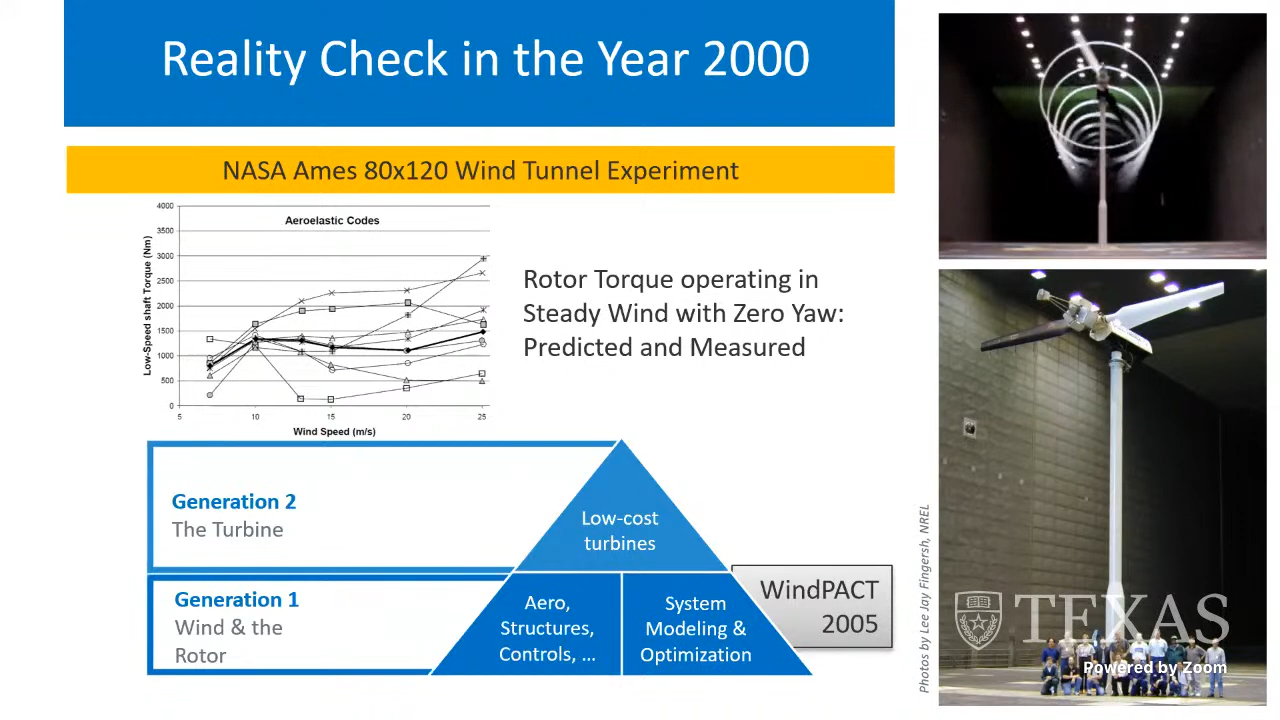 Reality Check in the Year 2000
NASA Ames 80x120 Wind Tunnel Experiment
Aeroelastic Codes
Low-Speed shaft Torque (Nm)
4000
3500
3000
2500
2000
1500
1000
500
0
5 10 15 20 25
Wind Speed (m/s)
Rotor Torque operating in
Steady Wind with Zero Yaw:
Predicted and Measured
Generation 2
The Turbine
Low-cost
turbines
Generation 1
Wind & the
Rotor
Aero,
Structures,
Controls, ...
System
Modeling &
Optimization
WindPACT
2005
Photos by Lee Jay Fingersh, NREL
TEXAS
Powered by Zoom